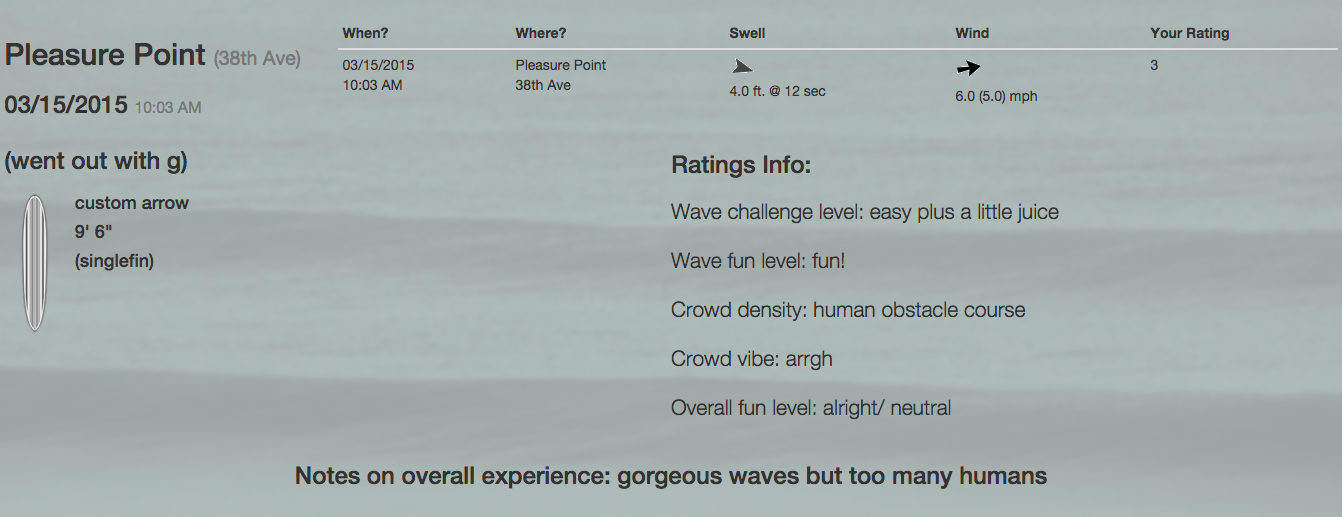 Pleasure Point (38th Ave)
03/15/2015 10:03 AM
When? Where? Swell Wind Your Rating
03/15/2015 Pleasure Point 3
10:03 AM 38th Ave 4.0 ft. @ 12 sec 6.0 (5.0) mph
(went out with g)
custom arrow
9' 6"
(singlefin)
Ratings Info:
Wave challenge level: easy plus a little juice
Wave fun level: fun!
Crowd density: human obstacle course
Crowd vibe: arrgh
Overall fun level: alright/ neutral
Notes on overall experience: gorgeous waves but too many humans